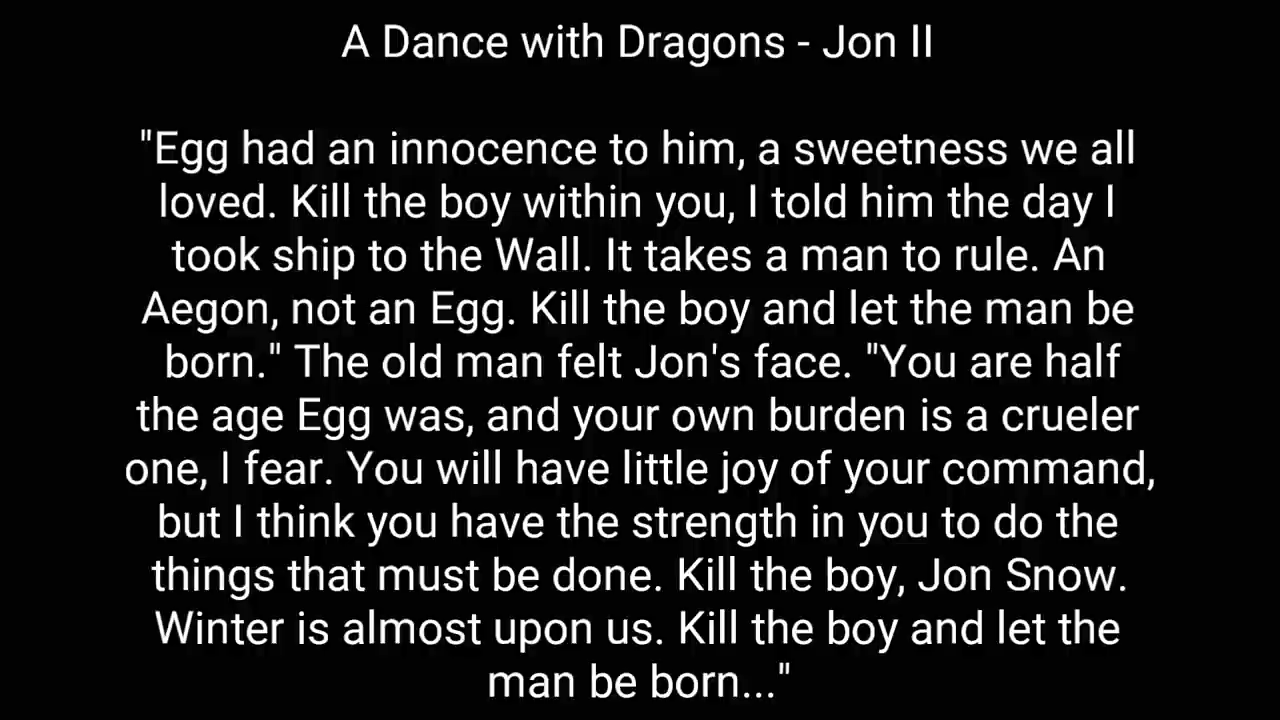 A Dance with Dragons - Jon II
"Egg had an innocence to him, a sweetness we all
loved. Kill the boy within you, I told him the day I
took ship to the Wall. It takes a man to rule. An
Aegon, not an Egg. Kill the boy and let the man be
born." The old man felt Jon's face. "You are half
the age Egg was, and your own burden is a crueler
one, I fear. You will have little joy of your command,
but I think you have the strength in you to do the
things that must be done. Kill the boy, Jon Snow.
Winter is almost upon us. Kill the boy and let the
man be born..."